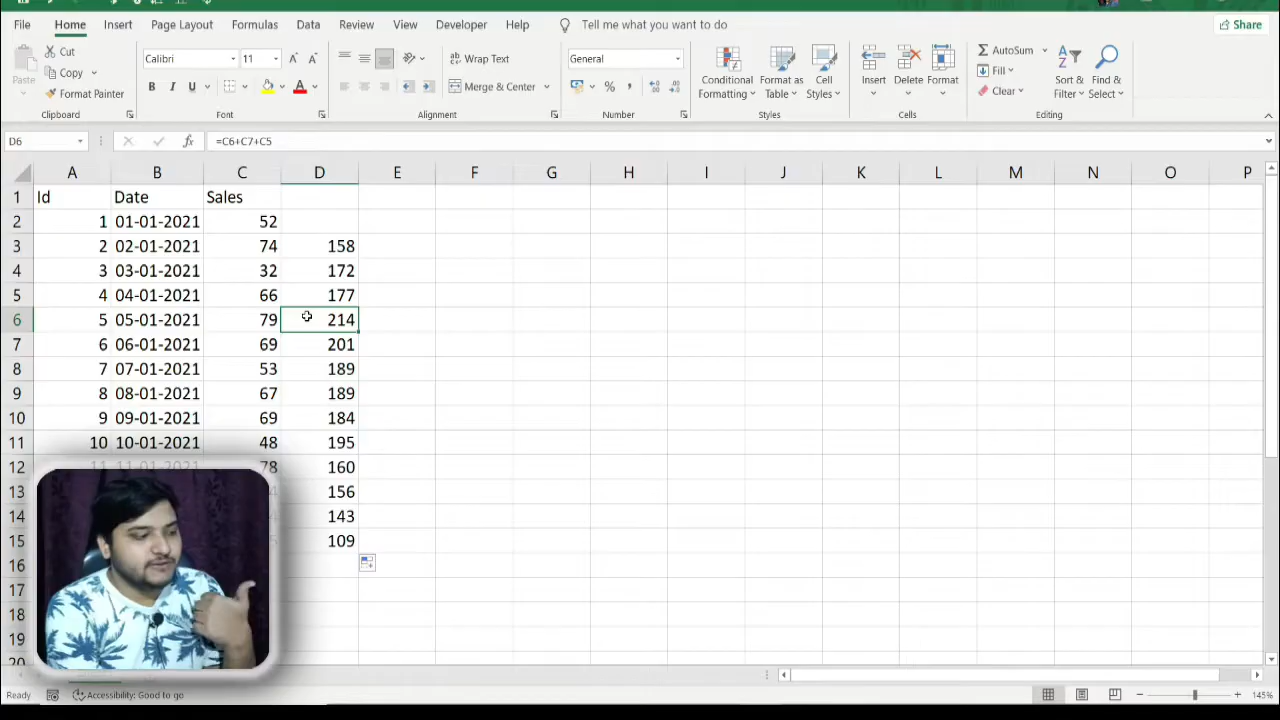 File Home Insert Page Layout Formulas Data Review View Developer Help Tell me what you want to do Share
Paste Cut Copy Format Painter Clipboard
Calibri 11 B I U A Font
Wrap Text Merge & Center Alignment
General % , Number
Conditional Formatting Format as Table Cell Styles Styles
Insert Delete Format Cells
AutoSum Fill Clear Sort & Filter Find & Select Editing
D6 fx =C6+C7+C5
A B C D E F G H I J K L M N O P
1 Id Date Sales
2 1 01-01-2021 52
3 2 02-01-2021 74 158
4 3 03-01-2021 32 172
5 4 04-01-2021 66 177
6 5 05-01-2021 79 214
7 6 06-01-2021 69 201
8 7 07-01-2021 53 189
9 8 08-01-2021 67 189
10 9 09-01-2021 69 184
11 10 10-01-2021 48 195
12 11 11-01-2021 78 160
13 156
14 143
15 109
16
17
18
19
20
Ready Accessibility: Good to go 145%